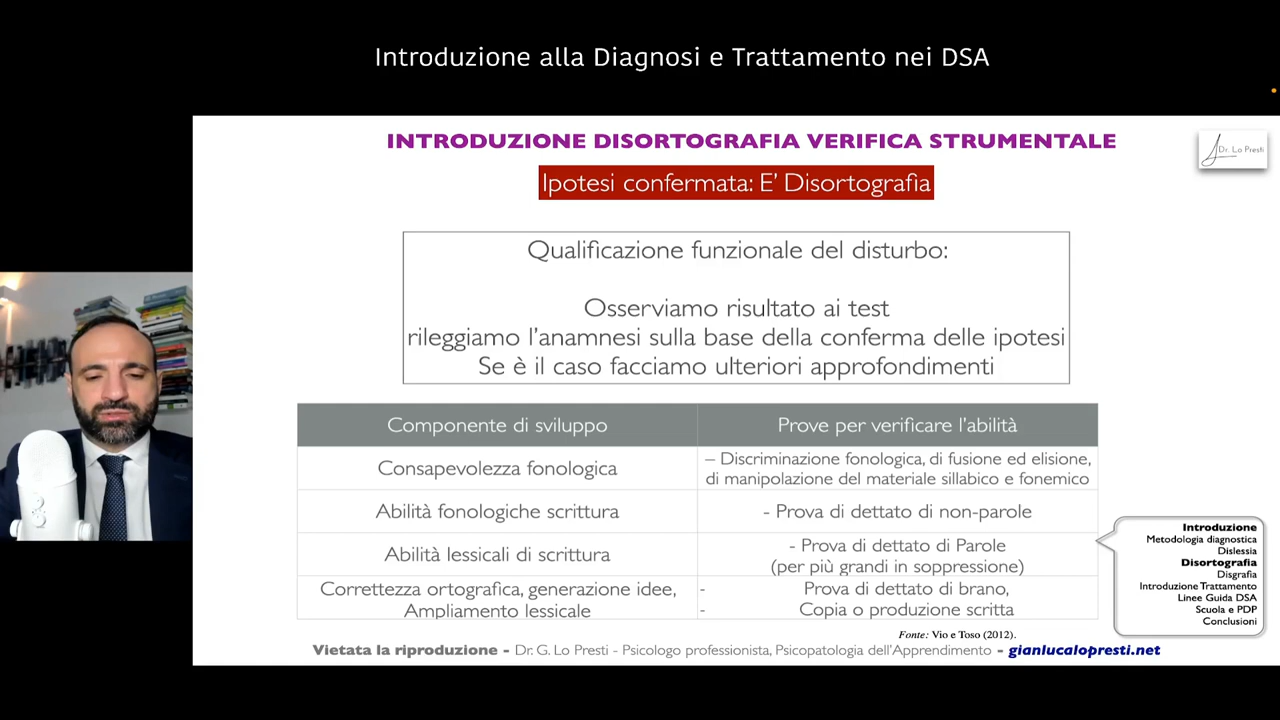 Introduzione alla Diagnosi e Trattamento nei DSA
INTRODUZIONE DISORTOGRAFIA VERIFICA STRUMENTALE
Dr. Lo Presti
Ipotesi confermata: E' Disortografia
Qualificazione funzionale del disturbo:
Osserviamo risultato ai test
rileggiamo l'anamnesi sulla base della conferma delle ipotesi
Se è il caso facciamo ulteriori approfondimenti
Componente di sviluppo
Prove per verificare l'abilità
Consapevolezza fonologica
– Discriminazione fonologica, di fusione ed elisione,
di manipolazione del materiale sillabico e fonemico
Abilità fonologiche scrittura
- Prova di dettato di non-parole
Abilità lessicali di scrittura
- Prova di dettato di Parole
(per più grandi in soppressione)
Correttezza ortografica, generazione idee,
Ampliamento lessicale
- Prova di dettato di brano,
- Copia o produzione scritta
Introduzione
Metodologia diagnostica
Dislessia
Disortografia
Disgrafia
Introduzione Trattamento
Linee Guida DSA
Scuola e PDP
Conclusioni
Fonte: Vio e Toso (2012).
Vietata la riproduzione - Dr. G. Lo Presti - Psicologo professionista, Psicopatologia dell'Apprendimento - gianlucalopresti.net